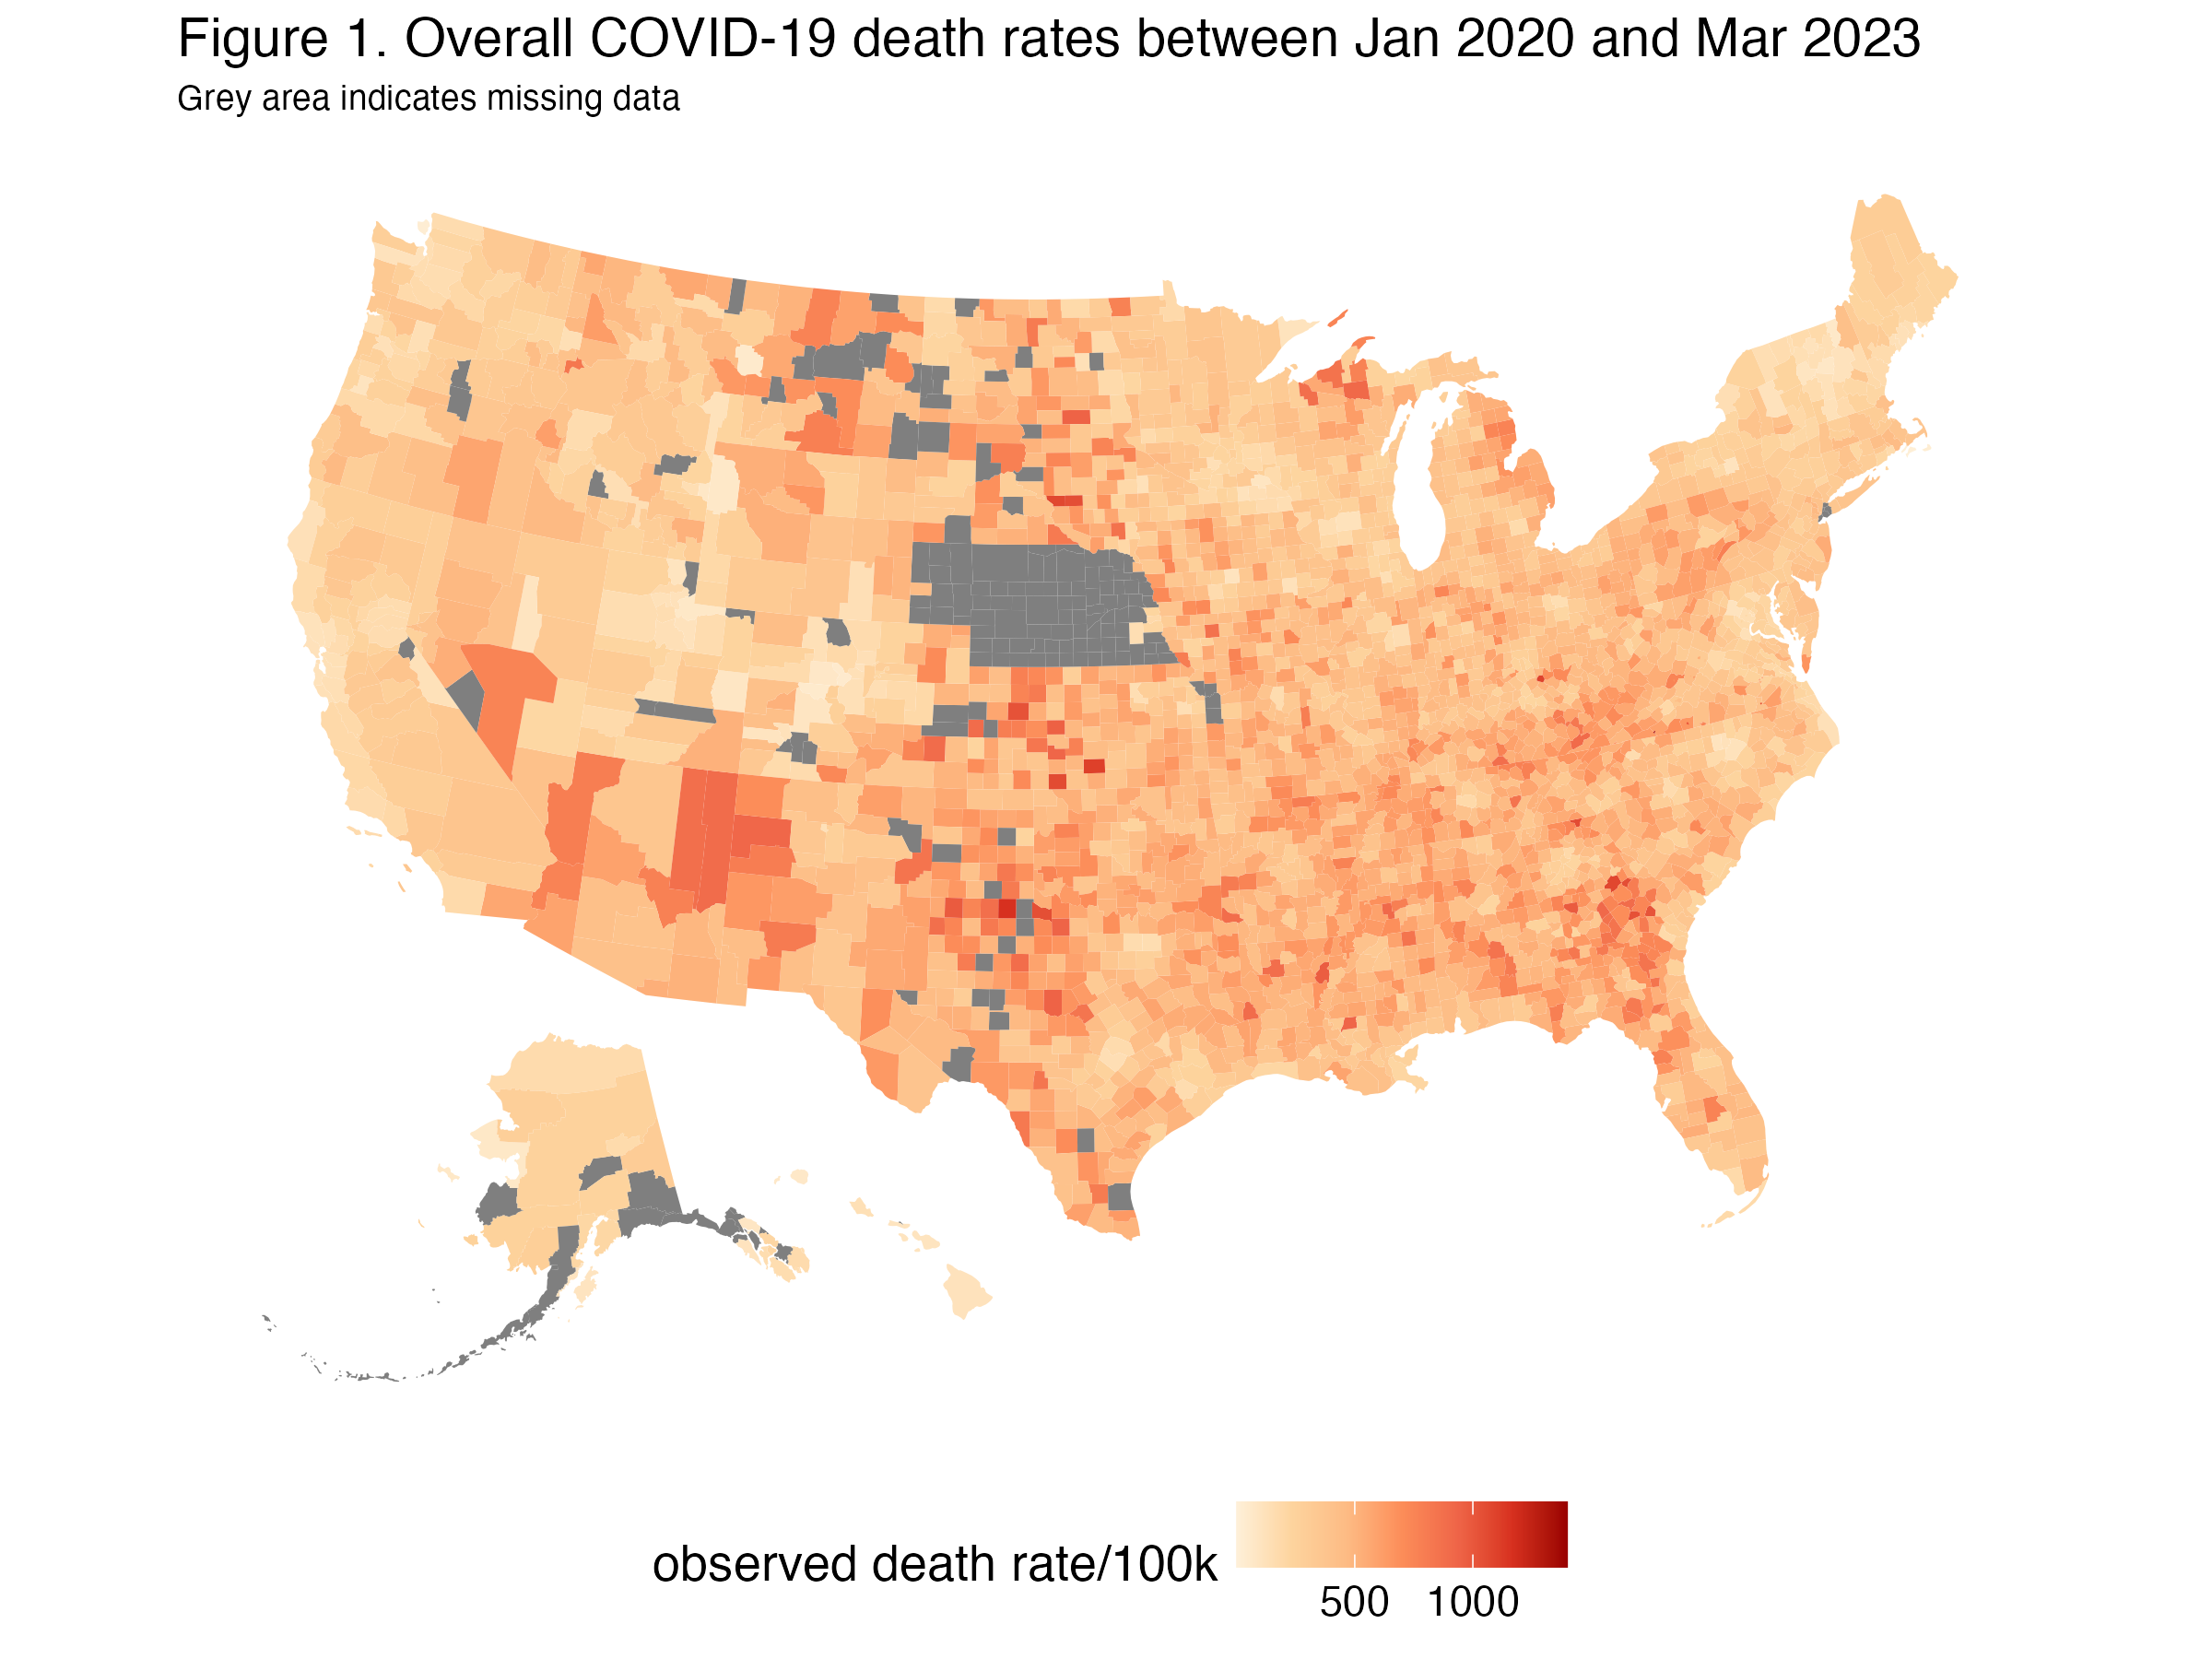 Figure 1. Overall COVID-19 death rates between Jan 2020 and Mar 2023
Grey area indicates missing data
observed death rate/100k
500 1000